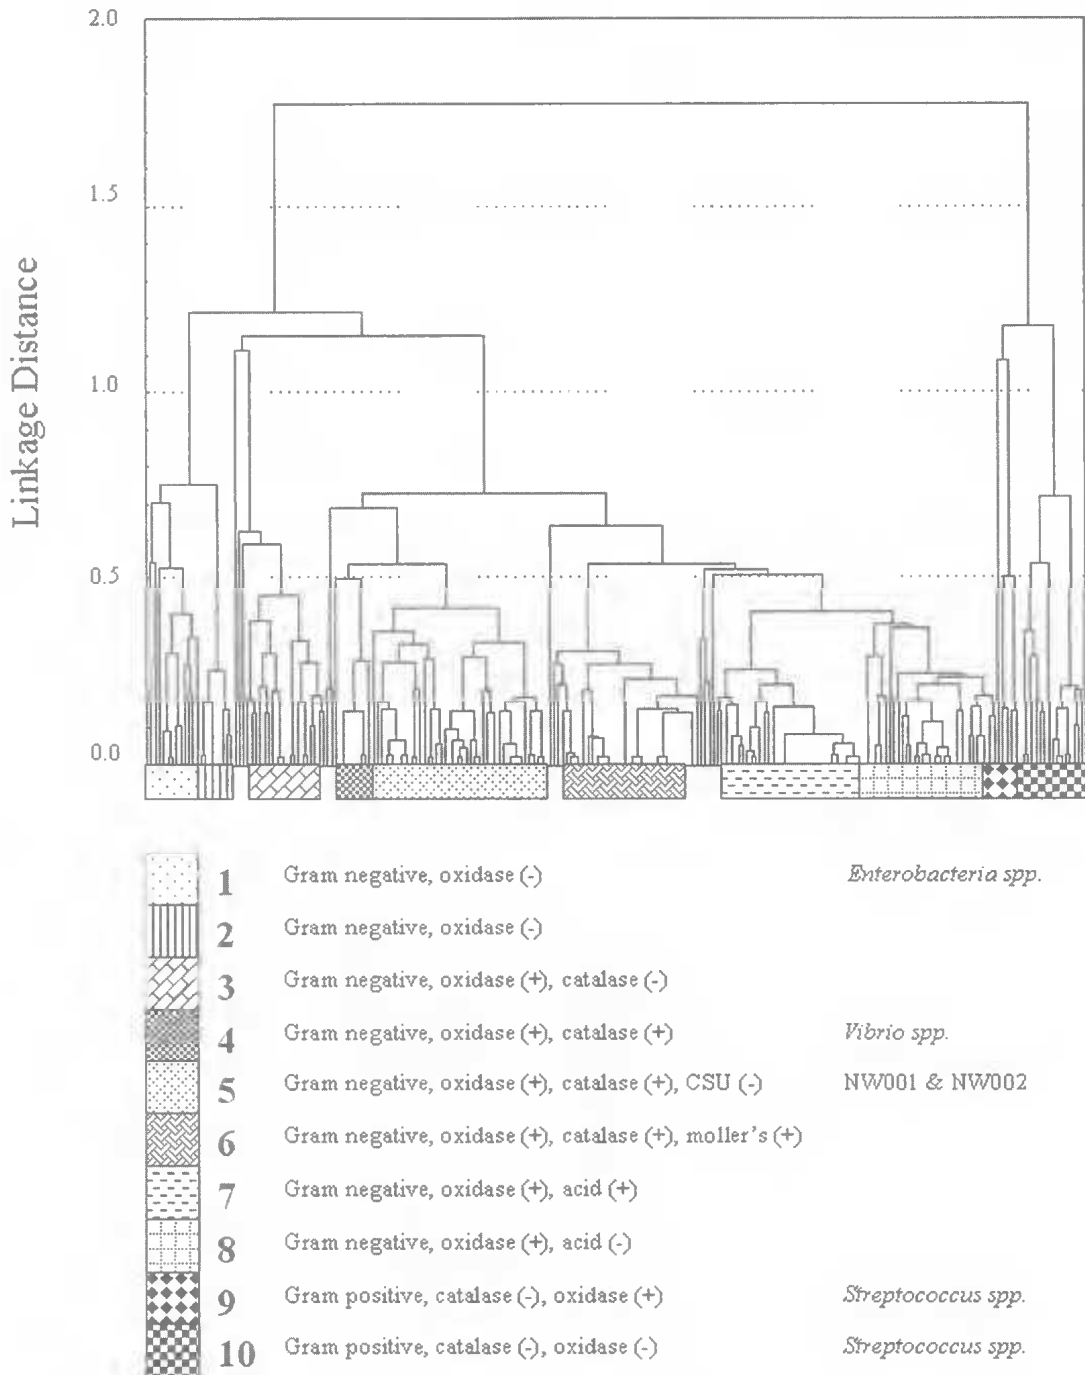 2.0
1.5
1.0
0.5
0.0
Linkage Distance
1 Gram negative, oxidase (-) Enterobacteria spp.
2 Gram negative, oxidase (-)
3 Gram negative, oxidase (+), catalase (-)
4 Gram negative, oxidase (+), catalase (+) Vibrio spp.
5 Gram negative, oxidase (+), catalase (+), CSU (-) NW001 & NW002
6 Gram negative, oxidase (+), catalase (+), moller's (+)
7 Gram negative, oxidase (+), acid (+)
8 Gram negative, oxidase (+), acid (-)
9 Gram positive, catalase (-), oxidase (+) Streptococcus spp.
10 Gram positive, catalase (-), oxidase (-) Streptococcus spp.